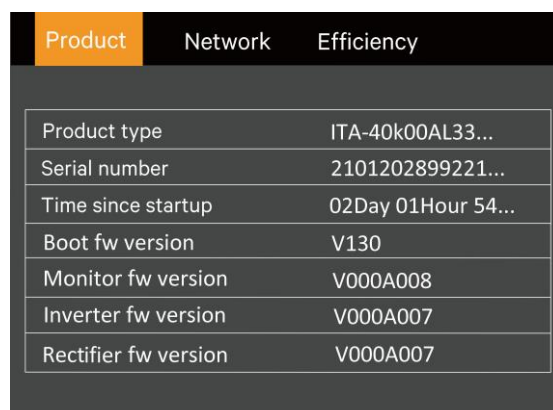 Product Network Efficiency
Product type ITA-40k00AL33...
Serial number 2101202899221...
Time since startup 02Day 01Hour 54...
Boot fw version V130
Monitor fw version V000A008
Inverter fw version V000A007
Rectifier fw version V000A007